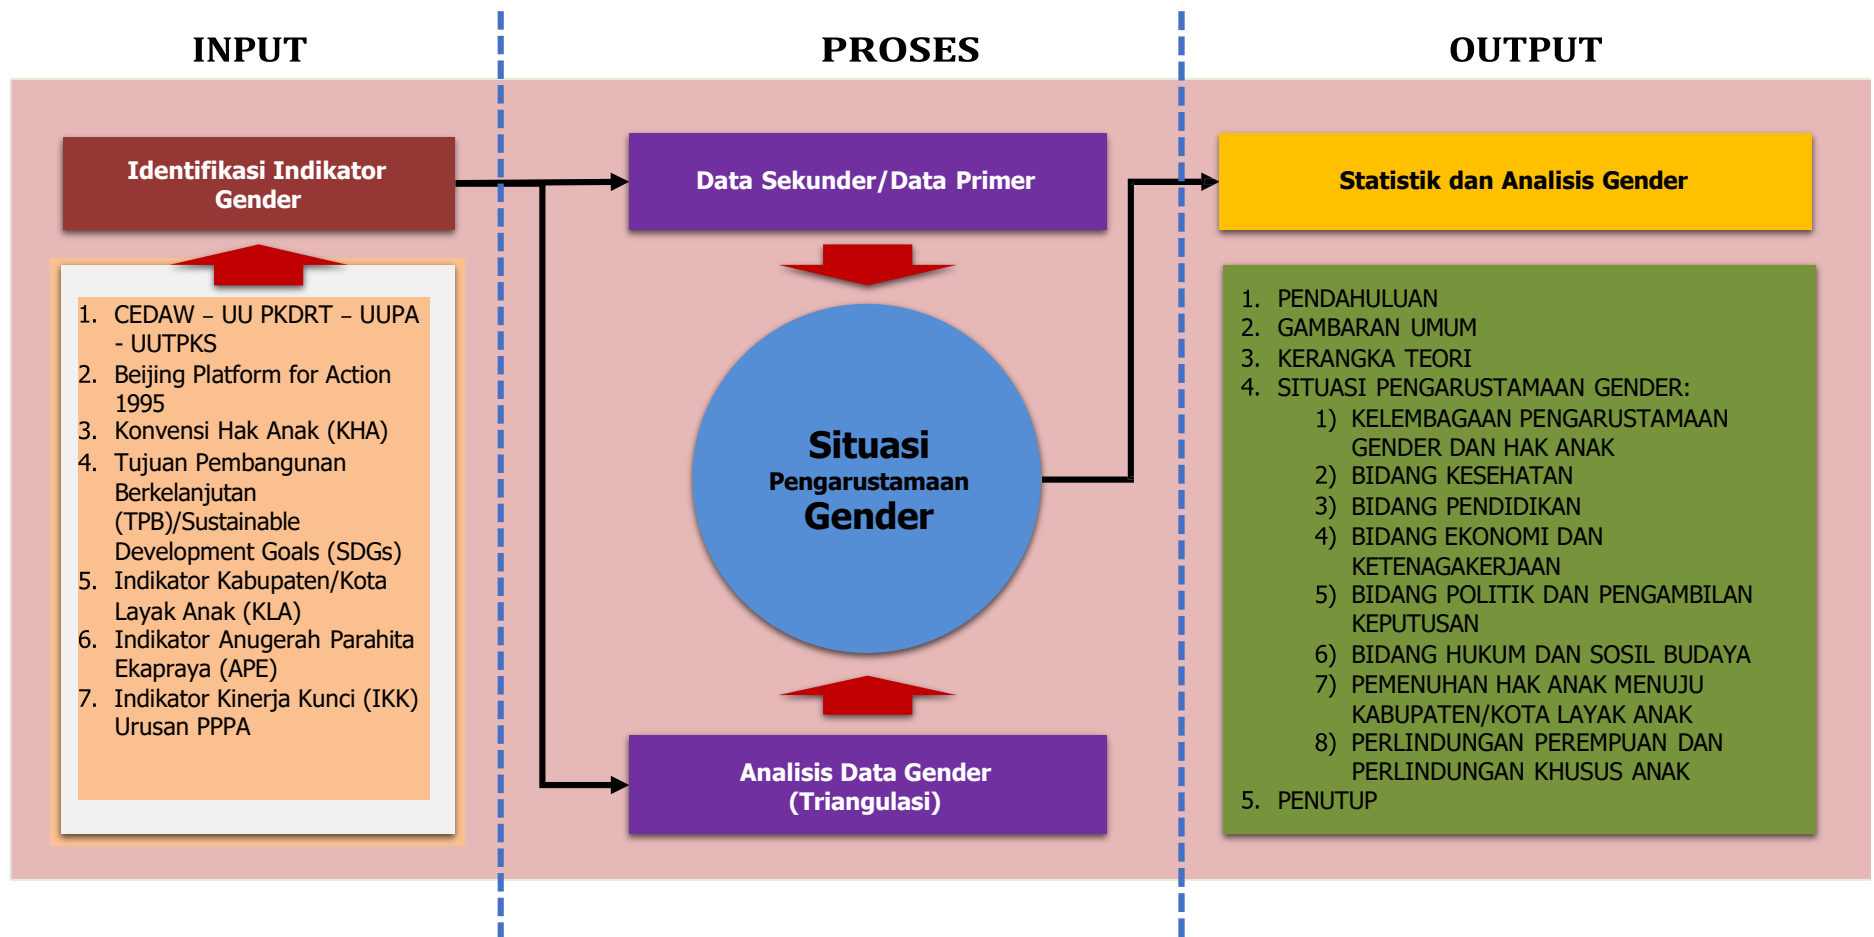 INPUT
PROSES
OUTPUT
Identifikasi Indikator
Gender
1. CEDAW – UU PKDRT – UUPA
- UUTPKS
2. Beijing Platform for Action
1995
3. Konvensi Hak Anak (KHA)
4. Tujuan Pembangunan
Berkelanjutan
(TPB)/Sustainable
Development Goals (SDGs)
5. Indikator Kabupaten/Kota
Layak Anak (KLA)
6. Indikator Anugerah Parahita
Ekapraya (APE)
7. Indikator Kinerja Kunci (IKK)
Urusan PPPA
Data Sekunder/Data Primer
Situasi
Pengarustamaan
Gender
Analisis Data Gender
(Triangulasi)
Statistik dan Analisis Gender
1. PENDAHULUAN
2. GAMBARAN UMUM
3. KERANGKA TEORI
4. SITUASI PENGARUSTAMAAN GENDER:
1) KELEMBAGAAN PENGARUSTAMAAN
GENDER DAN HAK ANAK
2) BIDANG KESEHATAN
3) BIDANG PENDIDIKAN
4) BIDANG EKONOMI DAN
KETENAGAKERJAAN
5) BIDANG POLITIK DAN PENGAMBILAN
KEPUTUSAN
6) BIDANG HUKUM DAN SOSIL BUDAYA
7) PEMENUHAN HAK ANAK MENUJU
KABUPATEN/KOTA LAYAK ANAK
8) PERLINDUNGAN PEREMPUAN DAN
PERLINDUNGAN KHUSUS ANAK
5. PENUTUP